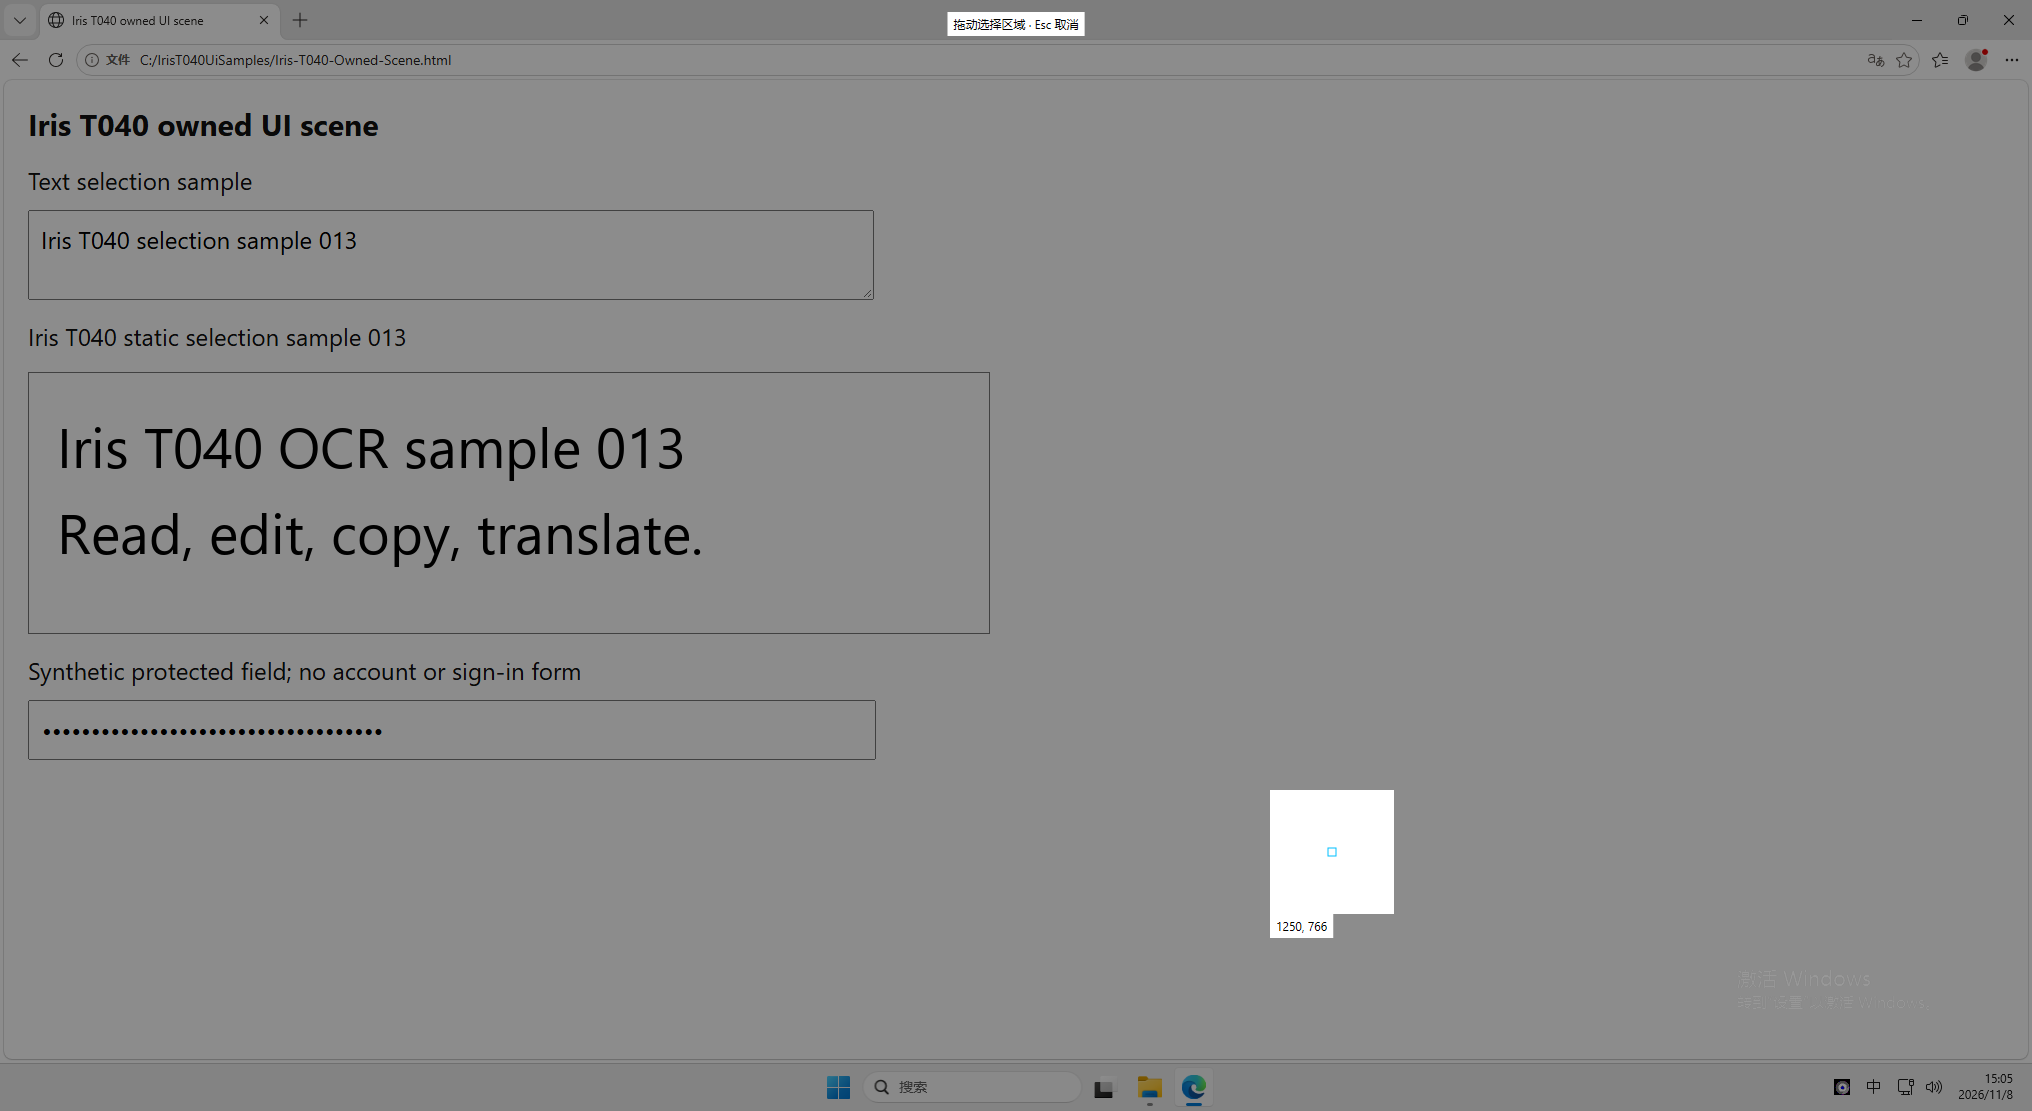 Iris T040 owned UI scene
拖动选择区域 · Esc 取消
文件 C:/IrisT040UiSamples/Iris-T040-Owned-Scene.html
Iris T040 owned UI scene
Text selection sample
Iris T040 selection sample 013
Iris T040 static selection sample 013
Iris T040 OCR sample 013
Read, edit, copy, translate.
Synthetic protected field; no account or sign-in form
••••••••••••••••••••••••••••••••••
1250, 766
激活 Windows
Windows
搜索
中
15:05
2026/11/8